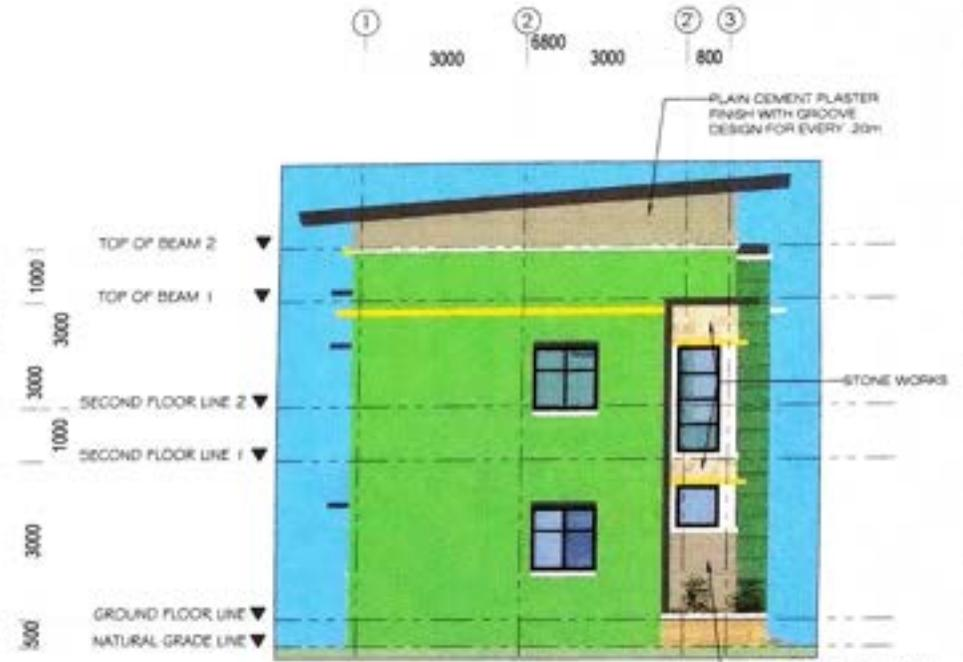 1
2
2
3
6800
3000
3000
800
PLAIN CEMENT PLASTER
FINISH WITH GROOVE
DESIGN FOR EVERY .20m
TOP OF BEAM 2
1000
TOP OF BEAM 1
3000
3000
STONE WORKS
SECOND FLOOR LINE 2
1000
SECOND FLOOR LINE 1
3000
GROUND FLOOR LINE
500
NATURAL GRADE LINE